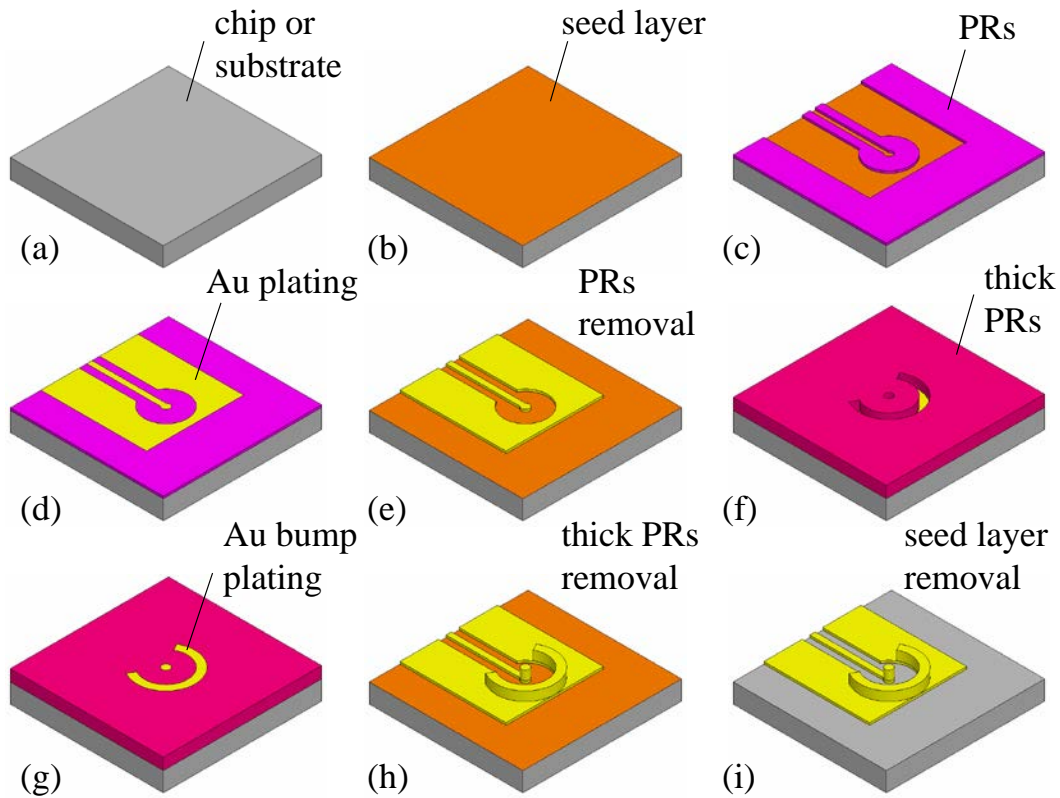 chip or
substrate
seed layer
PRs
(a)
(b)
(c)
Au plating
PRs
removal
thick
PRs
(d)
(e)
(f)
Au bump
plating
thick PRs
removal
seed layer
removal
(g)
(h)
(i)